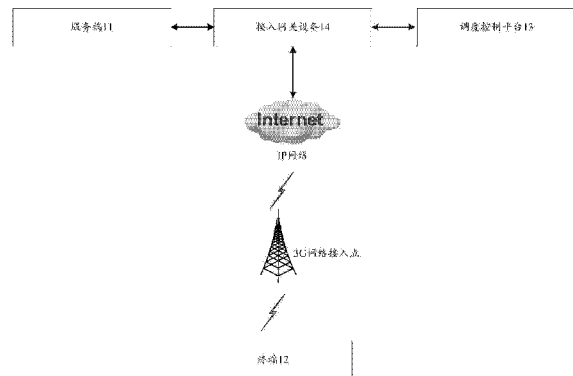 服务端11
接入网关设备14
调度控制平台13
Internet
IP网络
3G网络接入点
终端12